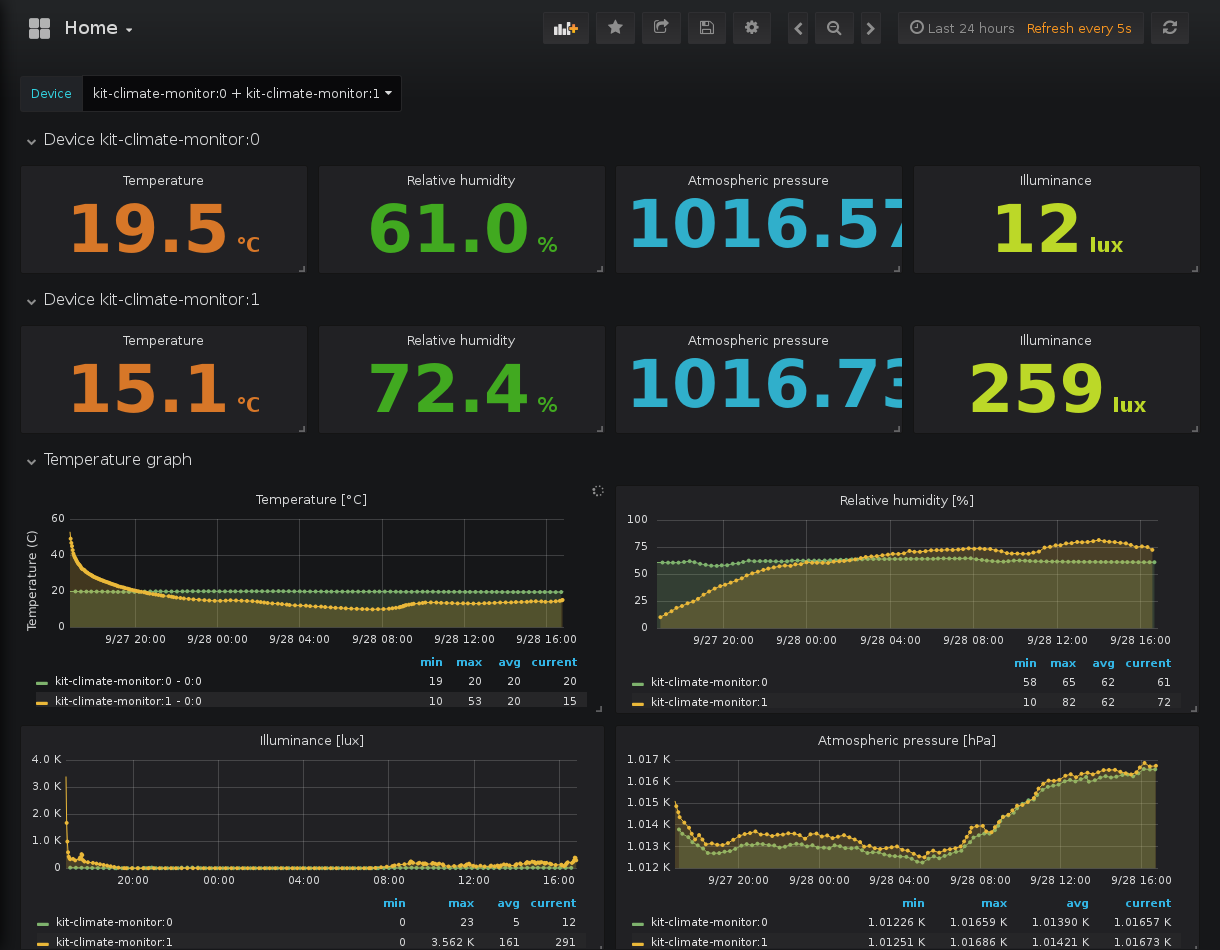 Home
Last 24 hours Refresh every 5s
Device kit-climate-monitor:0 + kit-climate-monitor:1
Device kit-climate-monitor:0
Temperature Relative humidity Atmospheric pressure Illuminance
19.5 °C 61.0 % 1016.57 12 lux
Device kit-climate-monitor:1
Temperature Relative humidity Atmospheric pressure Illuminance
15.1 °C 72.4 % 1016.73 259 lux
Temperature graph
Temperature [°C]
Temperature (C)
60
40
20
0
9/27 20:00 9/28 00:00 9/28 04:00 9/28 08:00 9/28 12:00 9/28 16:00
min max avg current
kit-climate-monitor:0 - 0:0 19 20 20 20
kit-climate-monitor:1 - 0:0 10 53 20 15
Relative humidity [%]
100
75
50
25
0
9/27 20:00 9/28 00:00 9/28 04:00 9/28 08:00 9/28 12:00 9/28 16:00
min max avg current
kit-climate-monitor:0 58 65 62 61
kit-climate-monitor:1 10 82 62 72
Illuminance [lux]
4.0 K
3.0 K
2.0 K
1.0 K
0
20:00 00:00 04:00 08:00 12:00 16:00
min max avg current
kit-climate-monitor:0 0 23 5 12
kit-climate-monitor:1 0 3.562 K 161 291
Atmospheric pressure [hPa]
1.017 K
1.016 K
1.015 K
1.014 K
1.013 K
1.012 K
9/27 20:00 9/28 00:00 9/28 04:00 9/28 08:00 9/28 12:00 9/28 16:00
min max avg current
kit-climate-monitor:0 1.01226 K 1.01659 K 1.01390 K 1.01657 K
kit-climate-monitor:1 1.01251 K 1.01686 K 1.01421 K 1.01673 K